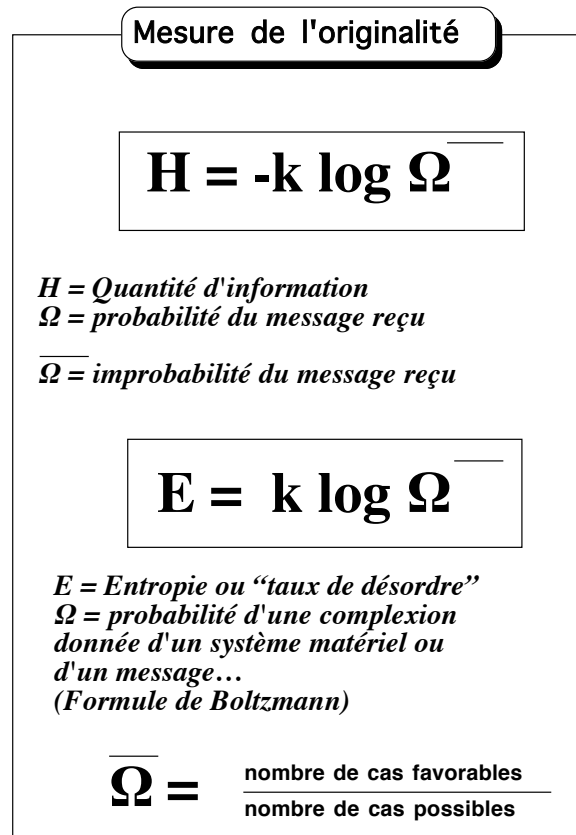 Mesure de l'originalité
H = -k log Ω̅
H = Quantité d'information
Ω = probabilité du message reçu
Ω̅ = improbabilité du message reçu
E = k log Ω̅
E = Entropie ou “taux de désordre”
Ω = probabilité d'une complexion
donnée d'un système matériel ou
d'un message…
(Formule de Boltzmann)
Ω̅ = nombre de cas favorables
nombre de cas possibles